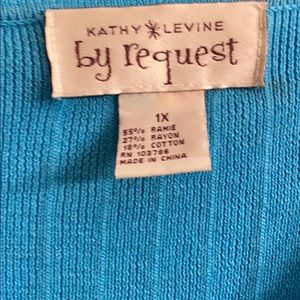 KATHY LEVINE
by request
1X
55% RAMIE
27% RAYON
18% COTTON
RN 103786
MADE IN CHINA